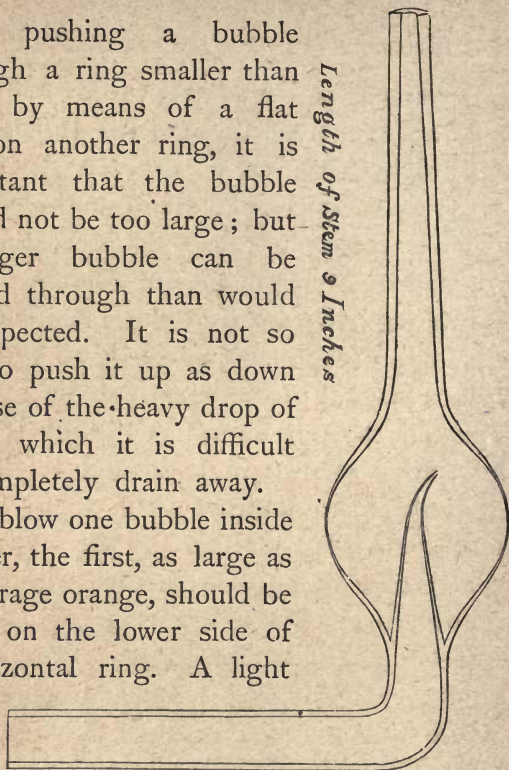 pushing a bubble
gh a ring smaller than
by means of a flat
on another ring, it is
tant that the bubble
d not be too large; but
ger bubble can be
d through than would
pected. It is not so
o push it up as down
se of the heavy drop of
which it is difficult
mpletely drain away.
blow one bubble inside
er, the first, as large as
rage orange, should be
on the lower side of
zontal ring. A light
Length of Stem 9 Inches